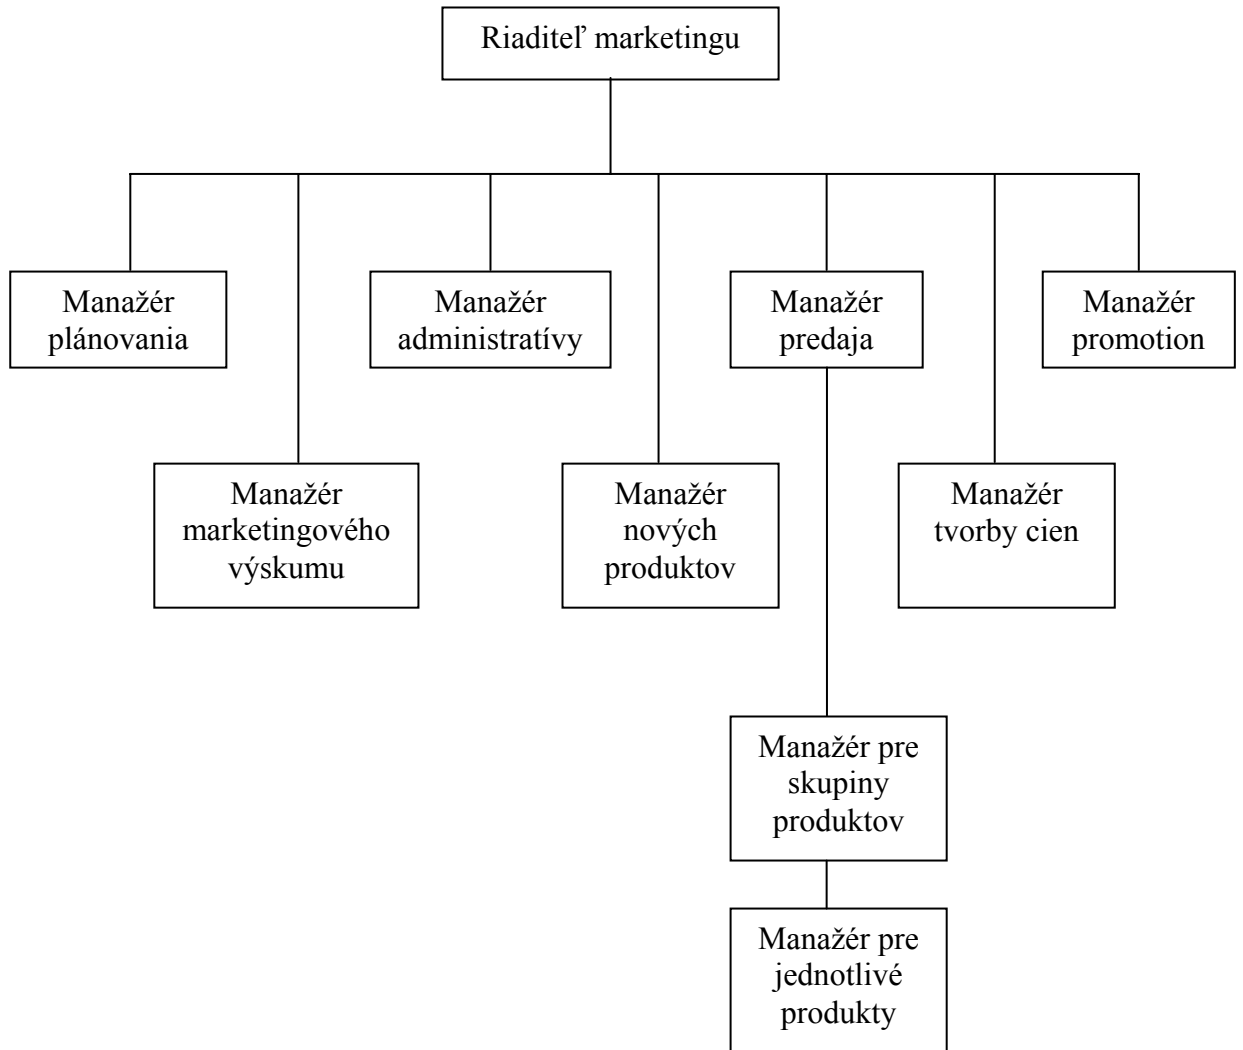 Riaditeľ marketingu
Manažér
plánovania
Manažér
administratívy
Manažér
predaja
Manažér
promotion
Manažér
marketingového
výskumu
Manažér
nových
produktov
Manažér
tvorby cien
Manažér pre
skupiny
produktov
Manažér pre
jednotlivé
produkty